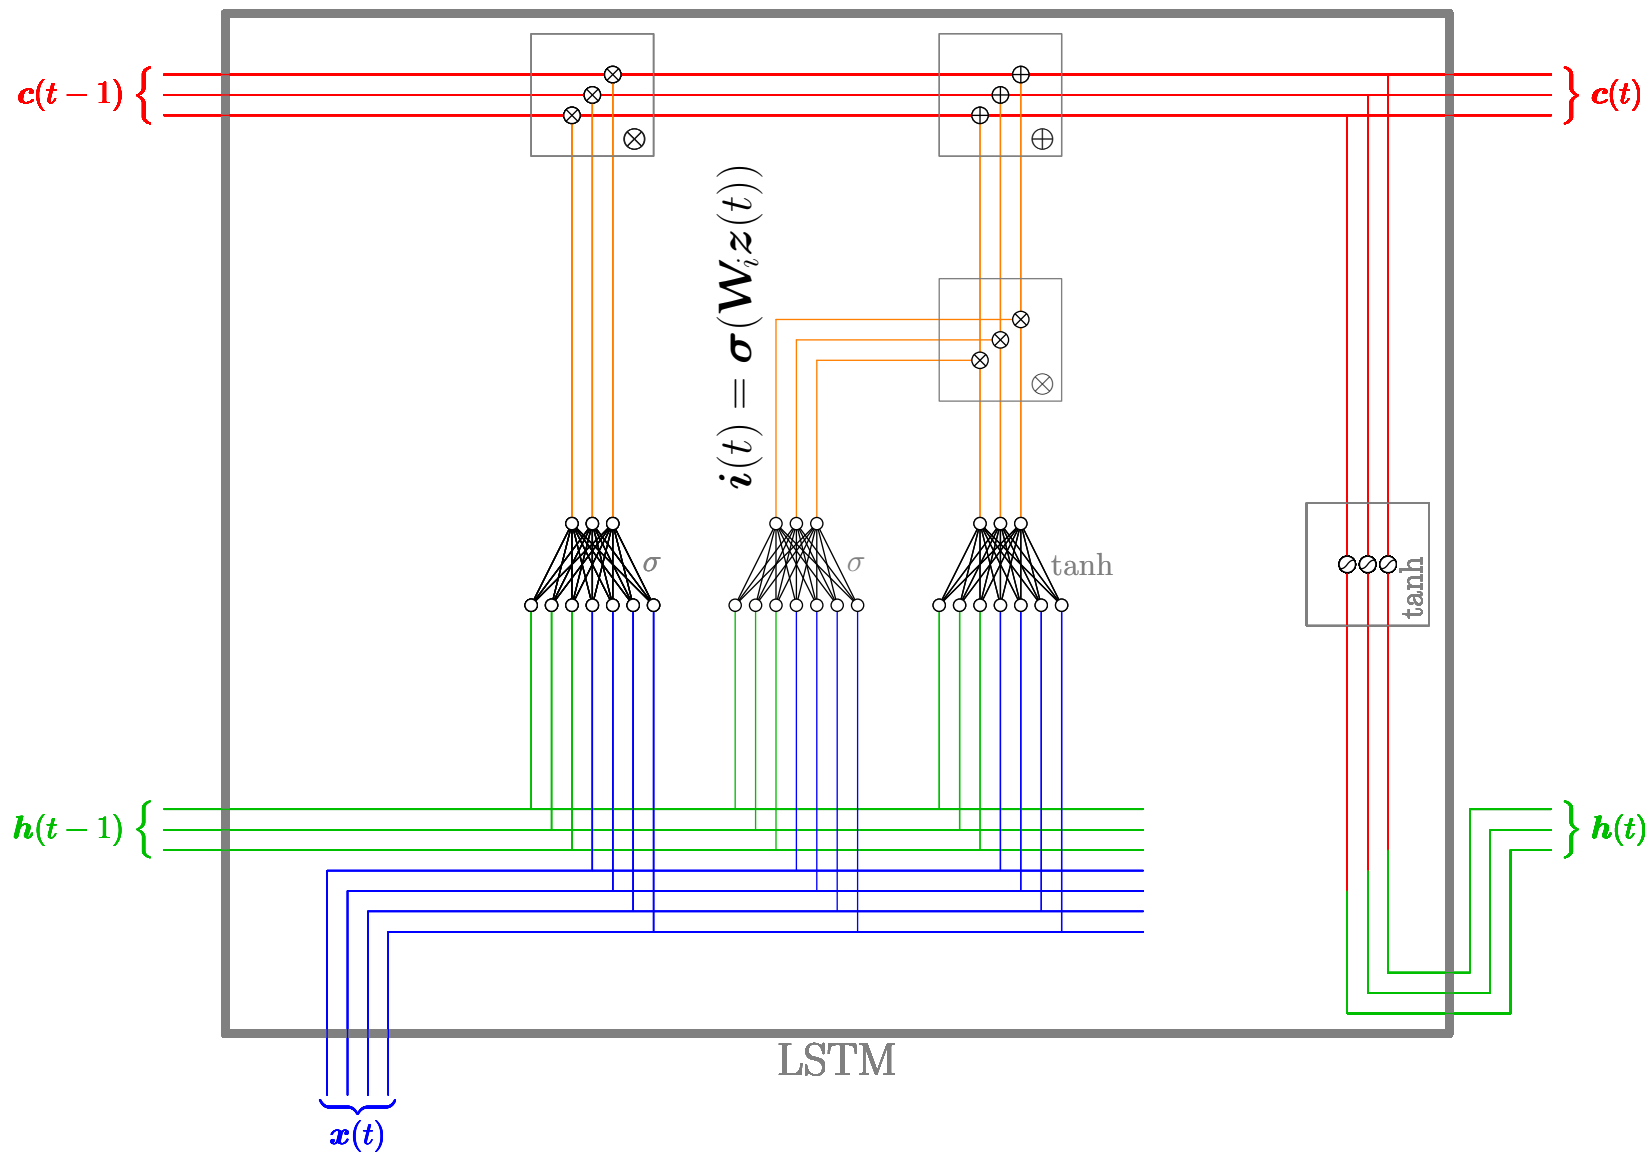 c(t − 1)
c(t)
⊗
⊕
i(t) = σ(W_i z(t))
⊗
σ
σ
tanh
tanh
h(t − 1)
h(t)
LSTM
x(t)